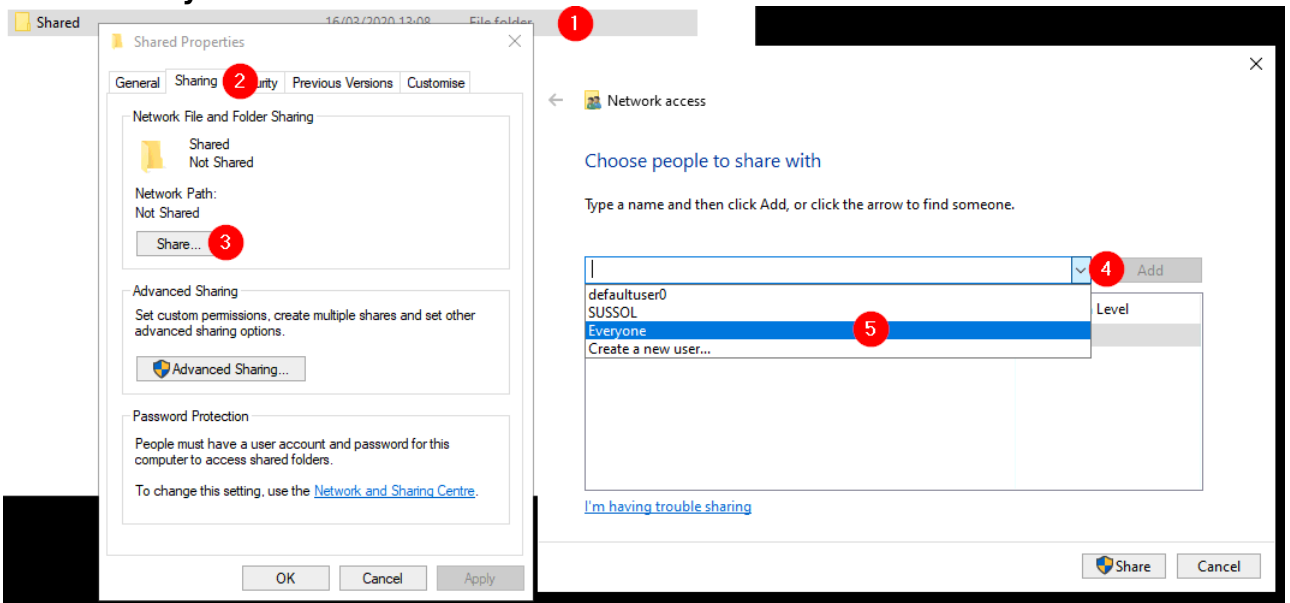 Shared 16/03/2020 13:08 File folder 1
Shared Properties
General Sharing 2 Previous Versions Customise
Network File and Folder Sharing
Shared
Not Shared
Network Path:
Not Shared
Share... 3
Advanced Sharing
Set custom permissions, create multiple shares and set other
advanced sharing options.
Advanced Sharing...
Password Protection
People must have a user account and password for this
computer to access shared folders.
To change this setting, use the Network and Sharing Centre.
OK Cancel Apply
Network access
Choose people to share with
Type a name and then click Add, or click the arrow to find someone.
4 Add
defaultuser0
SUSSOL
Level
Everyone 5
Create a new user...
I'm having trouble sharing
Share Cancel